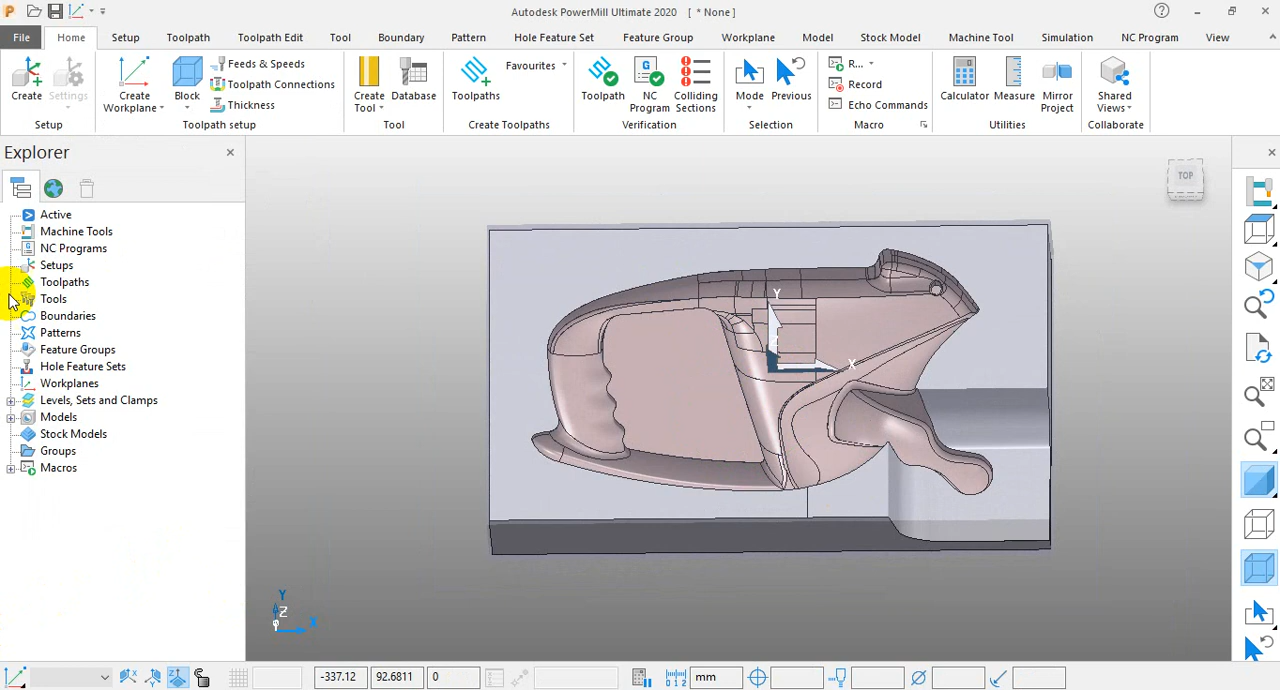 Autodesk PowerMill Ultimate 2020 [ * None ]
File Home Setup Toolpath Toolpath Edit Tool Boundary Pattern Hole Feature Set Feature Group Workplane Model Stock Model Machine Tool Simulation NC Program View
Create
Settings
Setup
Create
Workplane
Block
Feeds & Speeds
Toolpath Connections
Thickness
Toolpath setup
Create
Tool
Database
Tool
Toolpaths
Favourites
Create Toolpaths
Toolpath
NC
Program
Colliding
Sections
Verification
Mode
Previous
Selection
R...
Record
Echo Commands
Macro
Calculator
Measure
Mirror
Project
Utilities
Shared
Views
Collaborate
Explorer
Active
Machine Tools
NC Programs
Setups
Toolpaths
Tools
Boundaries
Patterns
Feature Groups
Hole Feature Sets
Workplanes
Levels, Sets and Clamps
Models
Stock Models
Groups
Macros
TOP
Y
Z
X
Y
Z
X
-337.12 92.6811 0 mm